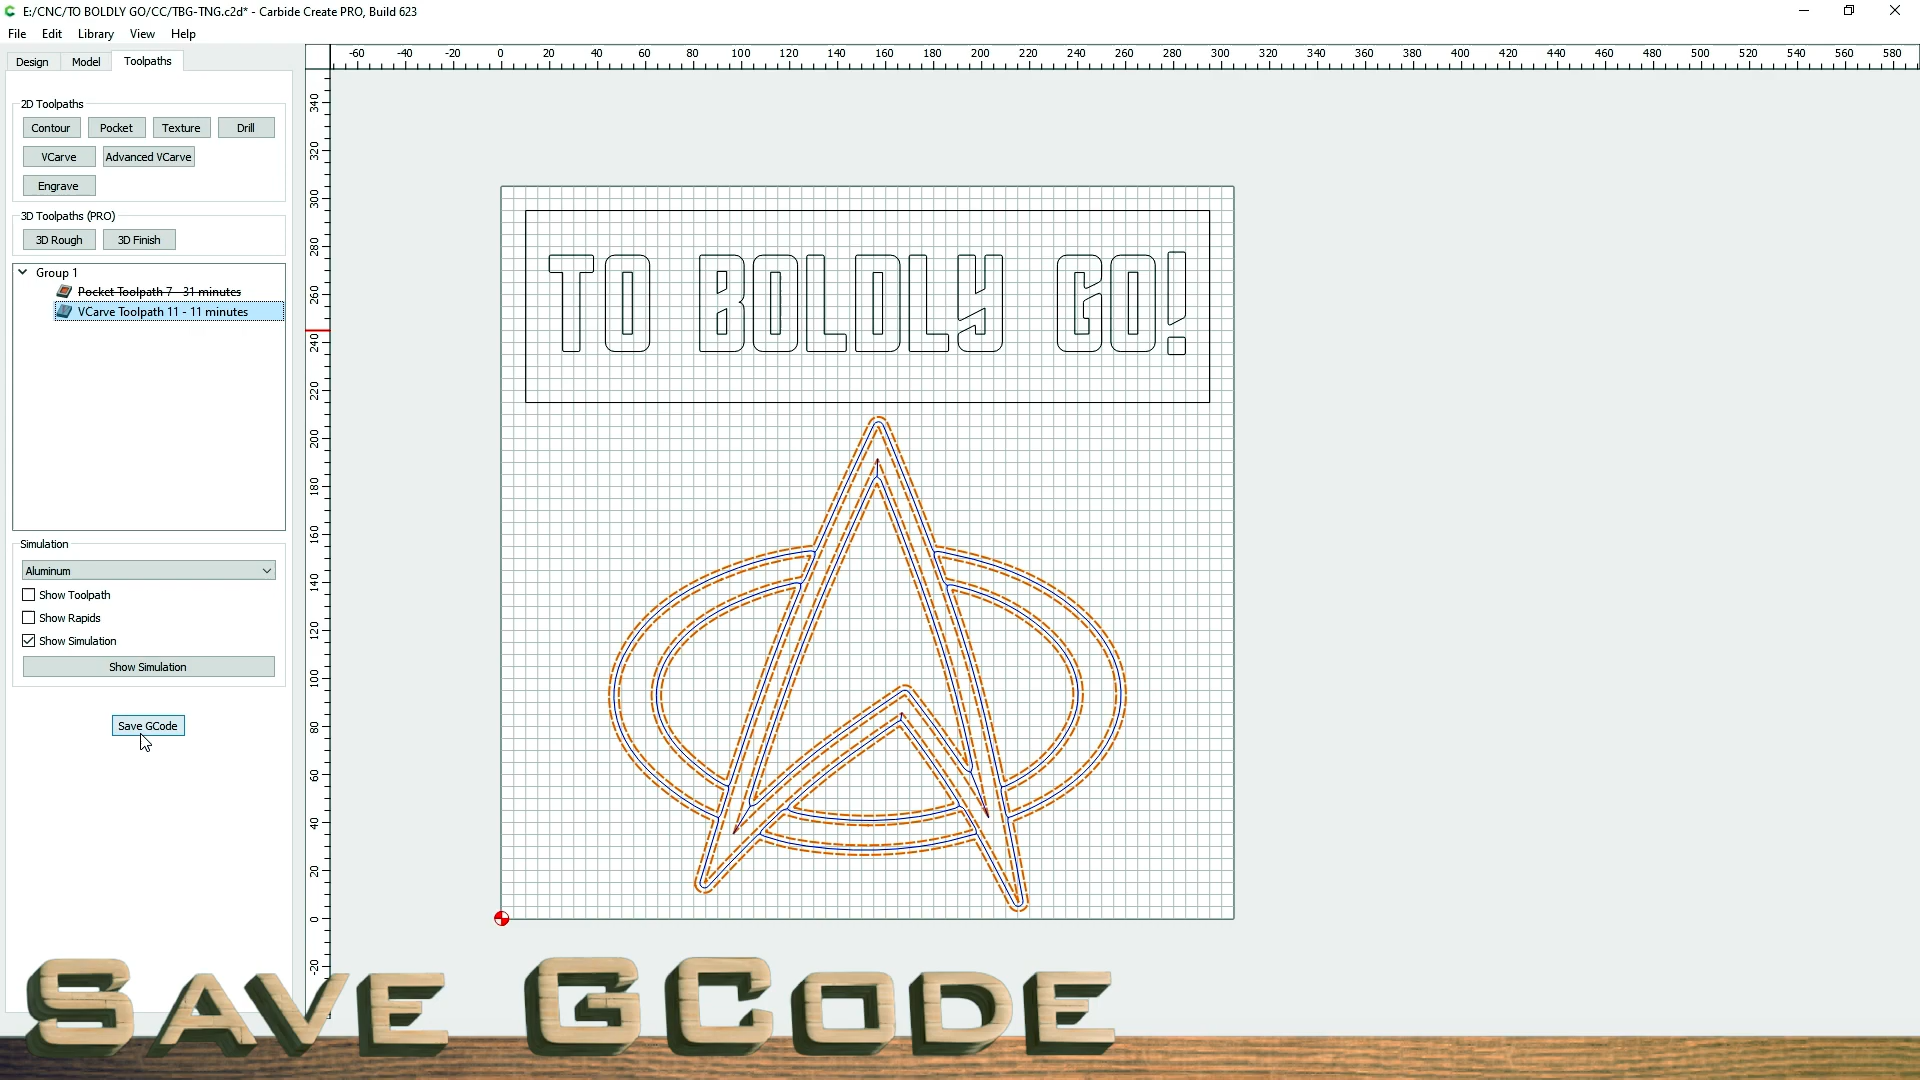 E:/CNC/TO BOLDLY GO/CC/TBG-TNG.c2d* - Carbide Create PRO, Build 623
File Edit Library View Help
Design Model Toolpaths
-60 -40 -20 0 20 40 60 80 100 120 140 160 180 200 220 240 260 280 300 320 340 360 380 400 420 440 460 480 500 520 540 560 580
2D Toolpaths
Contour Pocket Texture Drill
VCarve Advanced VCarve
Engrave
3D Toolpaths (PRO)
3D Rough 3D Finish
Group 1
Pocket Toolpath 7 - 31 minutes
VCarve Toolpath 11 - 11 minutes
Simulation
Aluminum
Show Toolpath
Show Rapids
Show Simulation
Show Simulation
Save GCode
340
320
300
280
260
240
220
200
180
160
140
120
100
80
60
40
20
0
-20
TO BOLDLY GO!
SAVE GCODE